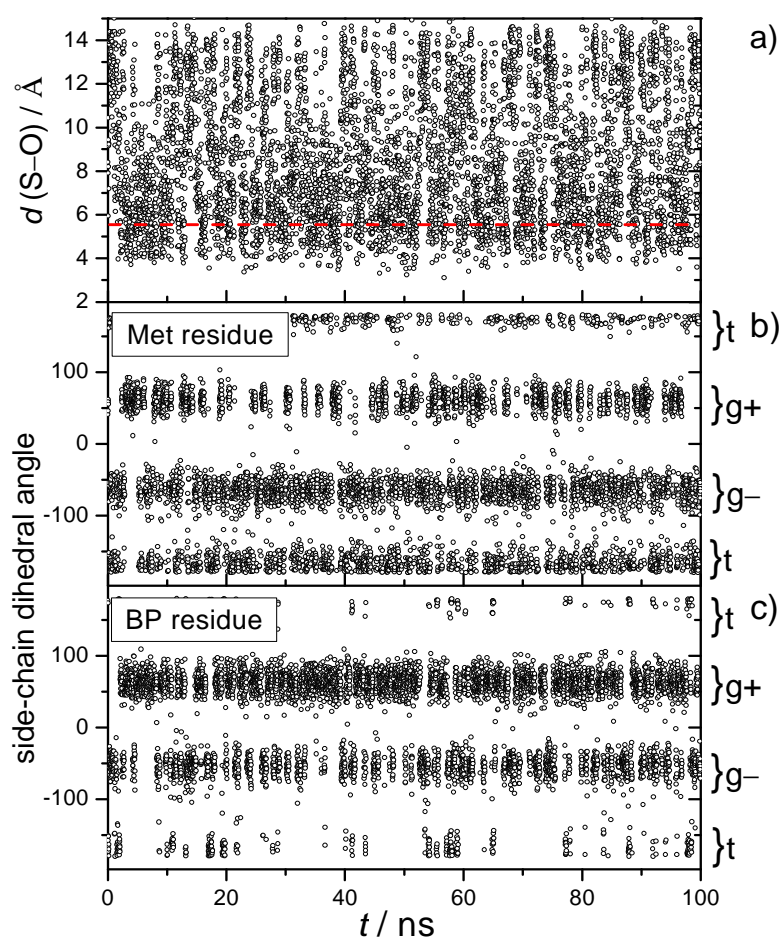 a)
14
12
10
8
6
4
2
d (S–O) / Å
Met residue
b)
}t
100
}g+
0
}g−
-100
}t
side-chain dihedral angle
BP residue
c)
}t
100
}g+
0
}g−
-100
}t
0 20 40 60 80 100
t / ns